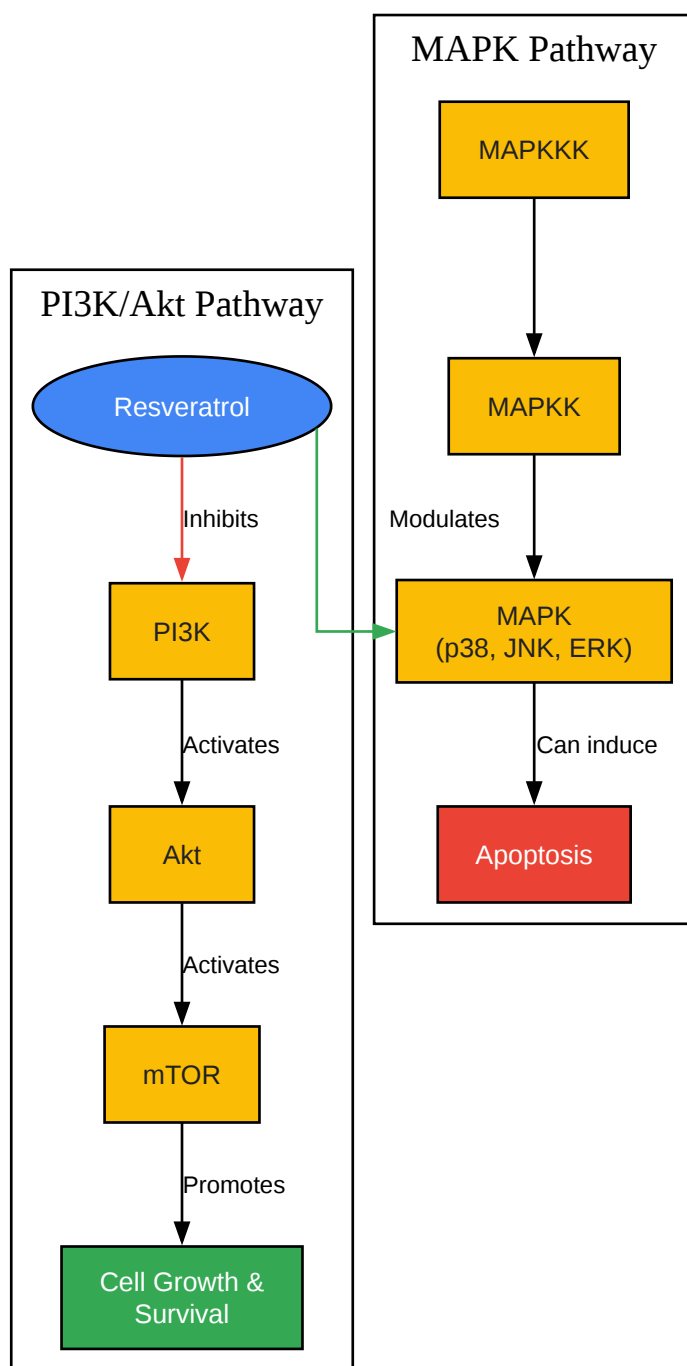 MAPK Pathway
MAPKKK
MAPKK
Modulates
MAPK
(p38, JNK, ERK)
Can induce
Apoptosis
PI3K/Akt Pathway
Resveratrol
Inhibits
PI3K
Activates
Akt
Activates
mTOR
Promotes
Cell Growth &
Survival